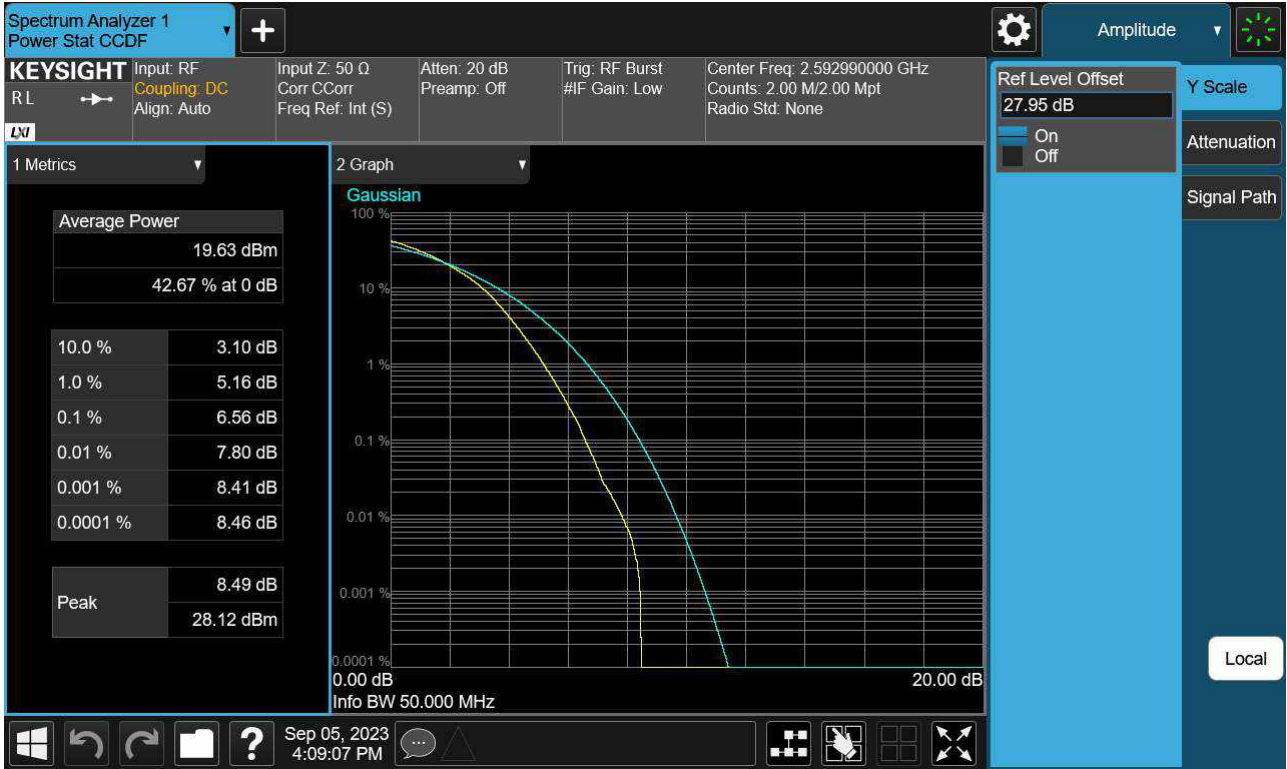 Spectrum Analyzer 1
Power Stat CCDF
+
Amplitude
KEYSIGHT
R L
LXI
Input: RF
Coupling: DC
Align: Auto
Input Z: 50 Ω
Corr CCorr
Freq Ref: Int (S)
Atten: 20 dB
Preamp: Off
Trig: RF Burst
#IF Gain: Low
Center Freq: 2.592990000 GHz
Counts: 2.00 M/2.00 Mpt
Radio Std: None
Ref Level Offset
27.95 dB
On
Off
Y Scale
Attenuation
Signal Path
Local
1 Metrics
Average Power
19.63 dBm
42.67 % at 0 dB
10.0 % 3.10 dB
1.0 % 5.16 dB
0.1 % 6.56 dB
0.01 % 7.80 dB
0.001 % 8.41 dB
0.0001 % 8.46 dB
Peak
8.49 dB
28.12 dBm
2 Graph
Gaussian
100 %
10 %
1 %
0.1 %
0.01 %
0.001 %
0.0001 %
0.00 dB 20.00 dB
Info BW 50.000 MHz
?
Sep 05, 2023
4:09:07 PM